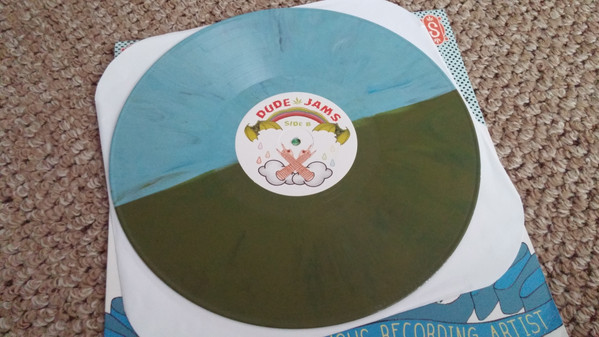 S
DUDE JAMS
SIDE B
RECORDING ARTIST